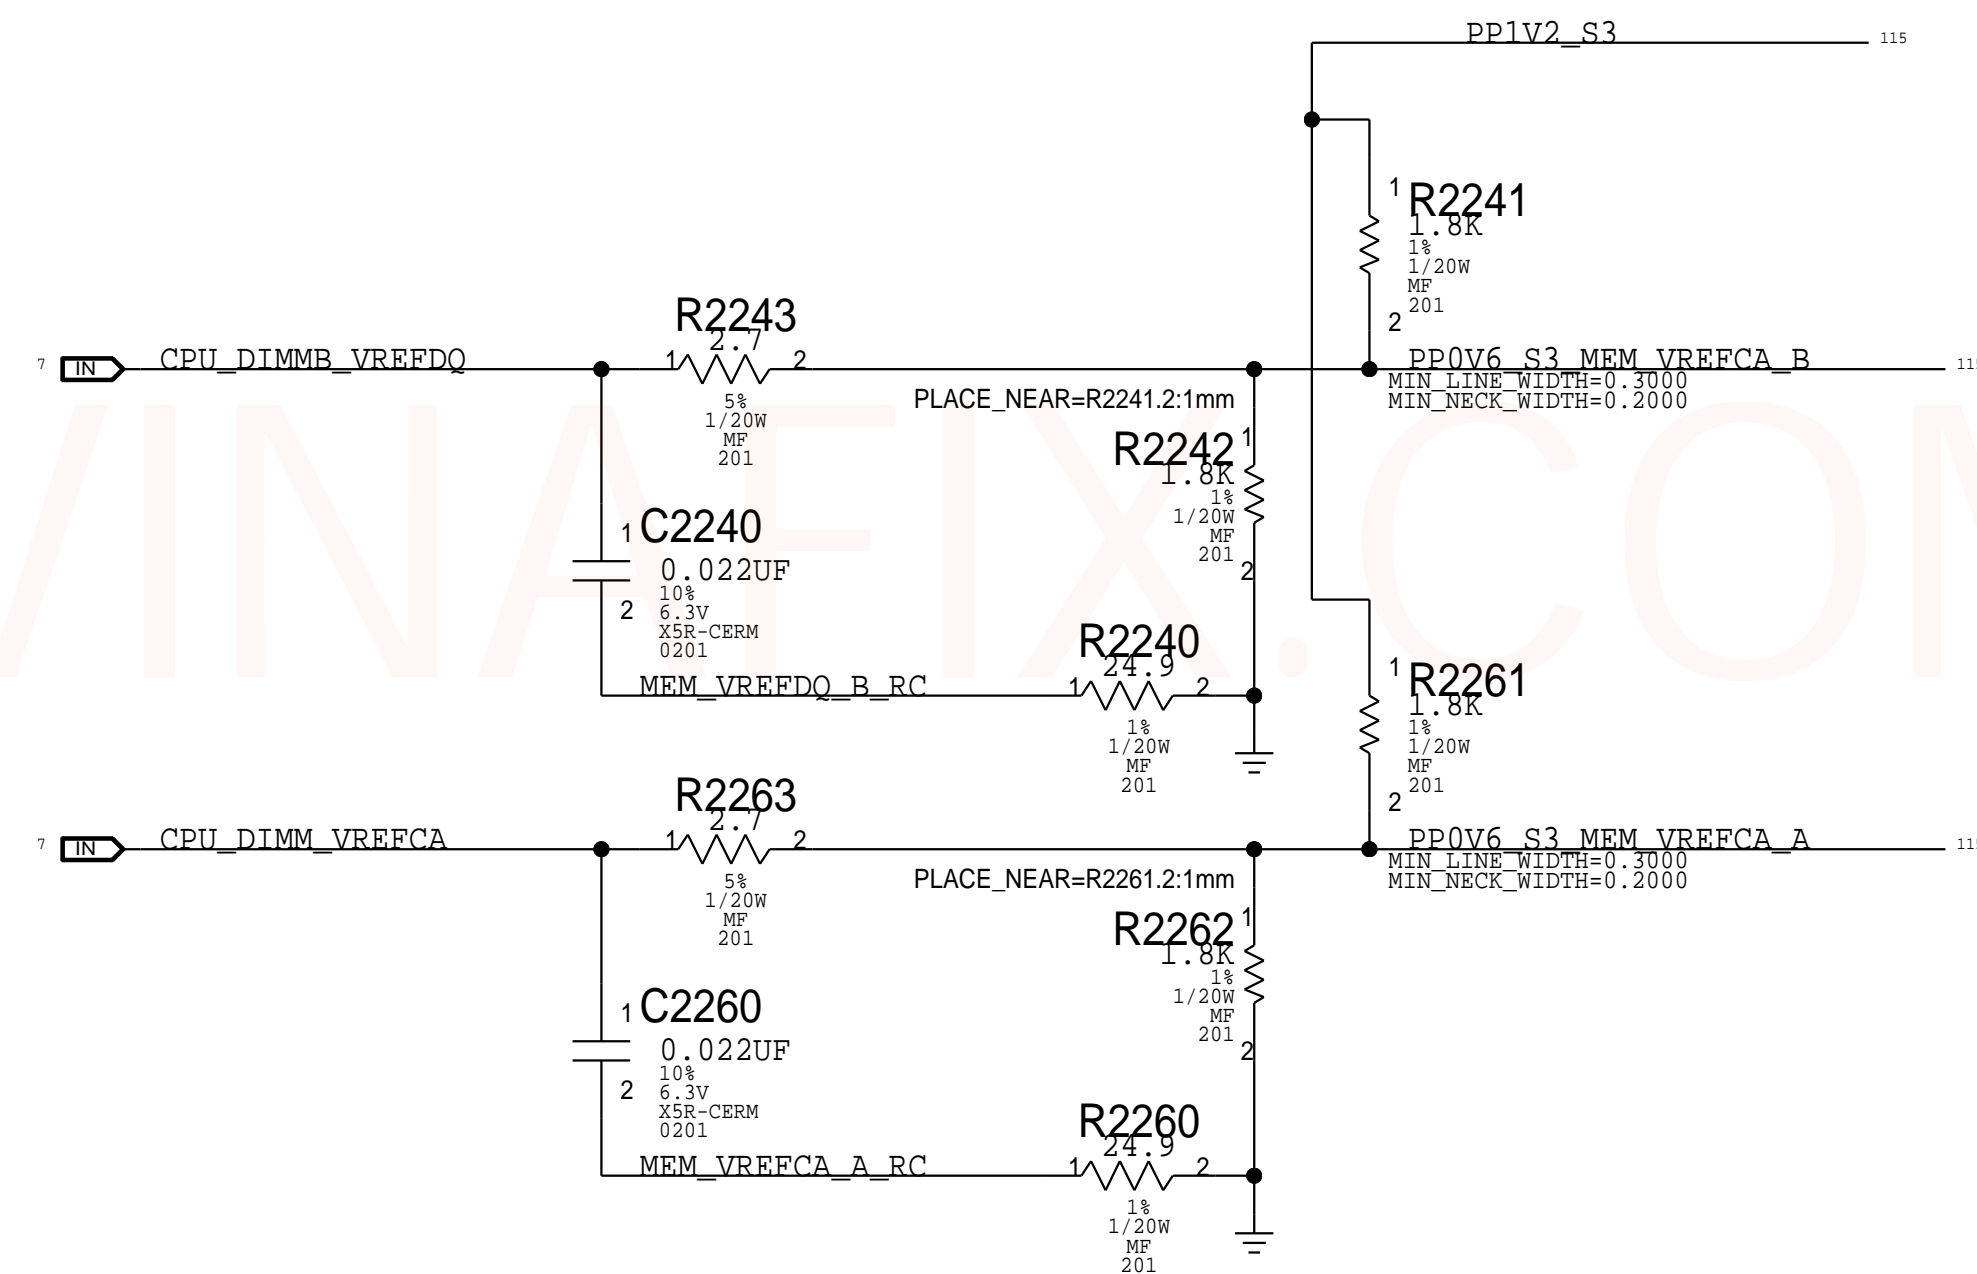 PP1V2_S3
115
1
R2241
1.8K
1%
1/20W
MF
201
2
R2243
2.7
7
IN
CPU_DIMMB_VREFDQ
1
2
5%
1/20W
MF
201
PP0V6_S3_MEM_VREFCA_B
MIN_LINE_WIDTH=0.3000
MIN_NECK_WIDTH=0.2000
PLACE_NEAR=R2241.2:1mm
1
R2242
1.8K
1%
1/20W
MF
201
2
1
C2240
0.022UF
10%
6.3V
X5R-CERM
0201
2
VINAFIX.COM
R2240
24.9
MEM_VREFDQ_B_RC
1
2
1%
1/20W
MF
201
1
R2261
1.8K
1%
1/20W
MF
201
2
R2263
2.7
7
IN
CPU_DIMM_VREFCA
1
2
5%
1/20W
MF
201
PP0V6_S3_MEM_VREFCA_A
MIN_LINE_WIDTH=0.3000
MIN_NECK_WIDTH=0.2000
PLACE_NEAR=R2261.2:1mm
1
R2262
1.8K
1%
1/20W
MF
201
2
1
C2260
0.022UF
10%
6.3V
X5R-CERM
0201
2
R2260
24.9
MEM_VREFCA_A_RC
1
2
1%
1/20W
MF
201